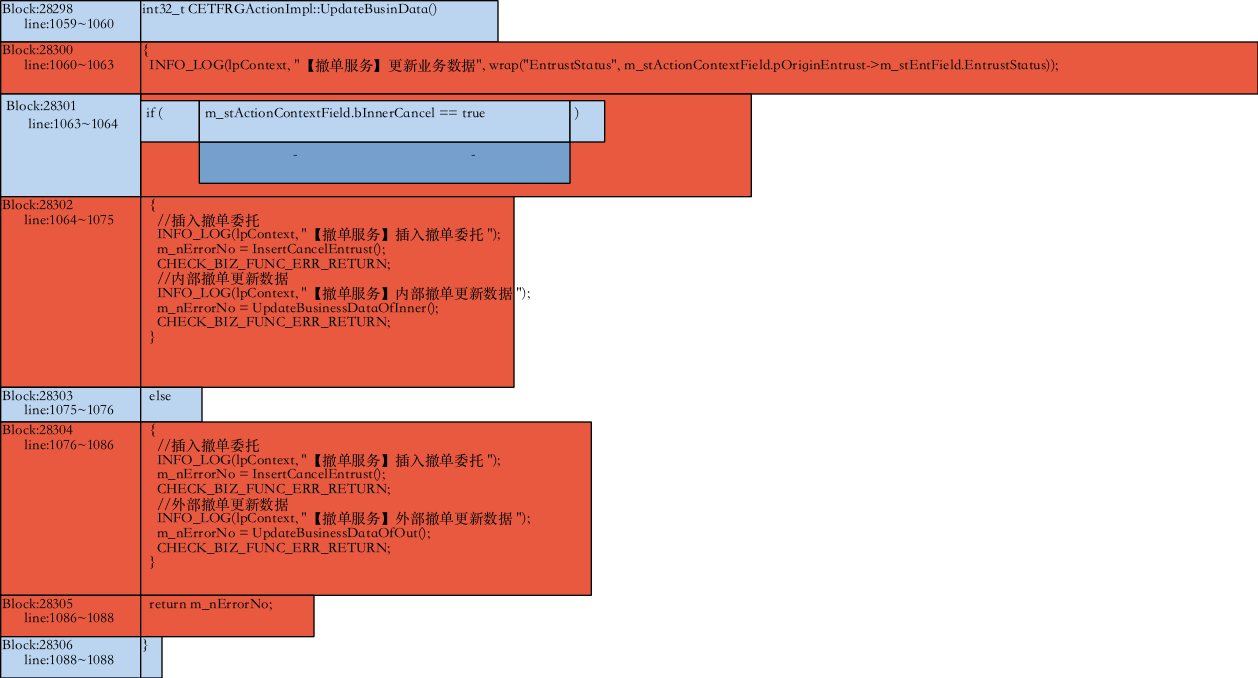 Block:28298
line:1059~1060
int32_t CETFRGActionImpl::UpdateBusinData()
Block:28300
line:1060~1063
{
INFO_LOG(lpContext, "【撤单服务】更新业务数据", wrap("EntrustStatus", m_stActionContextField.pOriginEntrust->m_stEntField.EntrustStatus));
Block:28301
line:1063~1064
if ( m_stActionContextField.bInnerCancel == true )
- -
Block:28302
line:1064~1075
{
//插入撤单委托
INFO_LOG(lpContext, "【撤单服务】插入撤单委托 ");
m_nErrorNo = InsertCancelEntrust();
CHECK_BIZ_FUNC_ERR_RETURN;
//内部撤单更新数据
INFO_LOG(lpContext, "【撤单服务】内部撤单更新数据 ");
m_nErrorNo = UpdateBusinessDataOfInner();
CHECK_BIZ_FUNC_ERR_RETURN;
}
Block:28303
line:1075~1076
else
Block:28304
line:1076~1086
{
//插入撤单委托
INFO_LOG(lpContext, "【撤单服务】插入撤单委托 ");
m_nErrorNo = InsertCancelEntrust();
CHECK_BIZ_FUNC_ERR_RETURN;
//外部撤单更新数据
INFO_LOG(lpContext, "【撤单服务】外部撤单更新数据 ");
m_nErrorNo = UpdateBusinessDataOfOut();
CHECK_BIZ_FUNC_ERR_RETURN;
}
Block:28305
line:1086~1088
return m_nErrorNo;
Block:28306
line:1088~1088
}